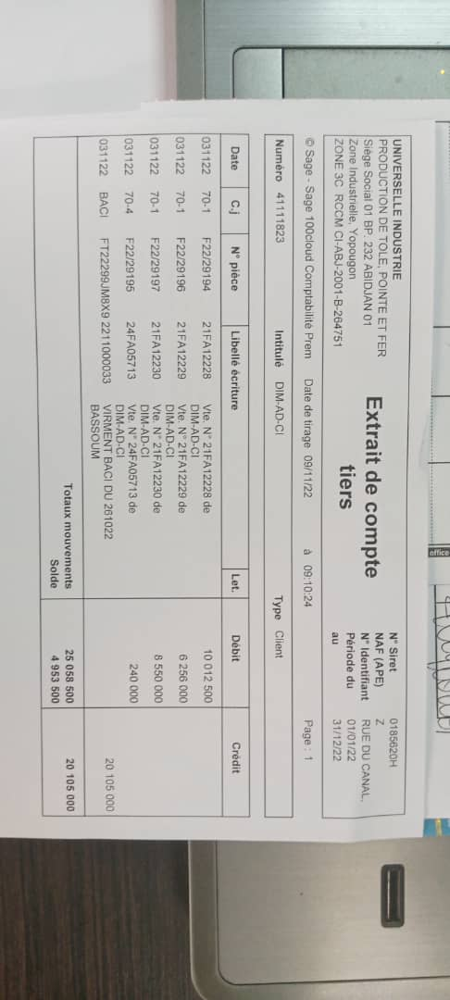 UNIVERSELLE INDUSTRIE
PRODUCTION DE TOLE, POINTE ET FER
Siège Social 01 BP. 232 ABIDJAN 01
Zone Industrielle, Yopougon
ZONE 3C RCCM CI-ABJ-2001-B-264751
Extrait de compte
tiers
N° Siret 0185620H
NAF (APE) Z
N° Identifiant RUE DU CANAL,
Période du 01/01/22
au 31/12/22
© Sage - Sage 100cloud Comptabilité Prem Date de tirage 09/11/22 à 09:10:24 Page : 1
Numéro 41111823 Intitulé DIM-AD-CI Type Client
Date C.j N° pièce Libellé écriture Let. Débit Crédit
031122 70-1 F22/29194 21FA12228 Vte. N° 21FA12228 de 10 012 500
DIM-AD-CI
031122 70-1 F22/29196 21FA12229 Vte. N° 21FA12229 de 6 256 000
DIM-AD-CI
031122 70-1 F22/29197 21FA12230 Vte. N° 21FA12230 de 8 550 000
DIM-AD-CI
031122 70-4 F22/29195 24FA05713 Vte. N° 24FA05713 de 240 000
DIM-AD-CI
031122 BACI FT22299JM8X9 2211000033 VIRMENT BACI DU 261022 20 105 000
BASSOUM
Totaux mouvements 25 058 500 20 105 000
Solde 4 953 500
office